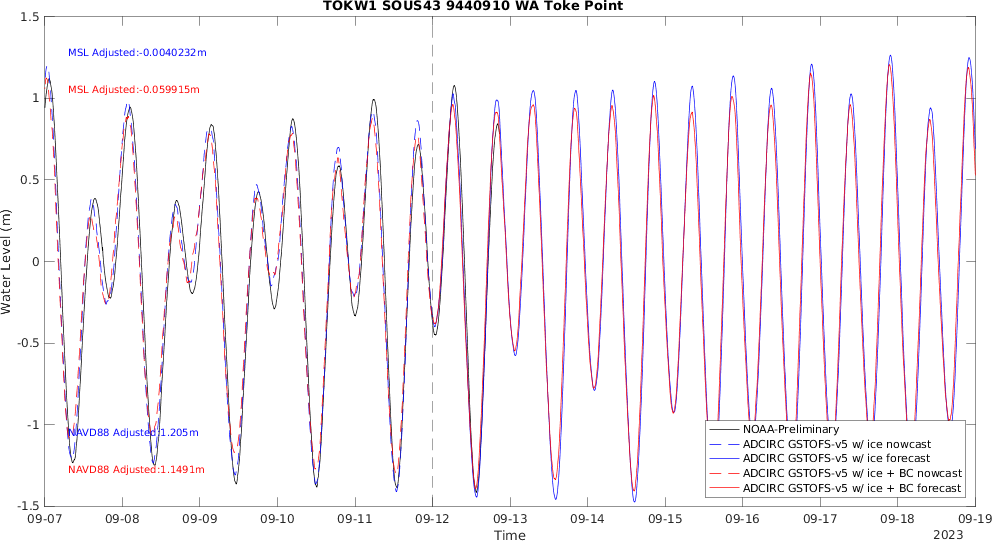 TOKW1 SOUS43 9440910 WA Toke Point
MSL Adjusted:-0.0040232m
MSL Adjusted:-0.059915m
NAVD88 Adjusted:1.205m
NAVD88 Adjusted:1.1491m
Water Level (m)
1.5
1
0.5
0
-0.5
-1
-1.5
09-07 09-08 09-09 09-10 09-11 09-12 09-13 09-14 09-15 09-16 09-17 09-18 09-19
Time
2023
NOAA-Preliminary
ADCIRC GSTOFS-v5 w/ ice nowcast
ADCIRC GSTOFS-v5 w/ ice forecast
ADCIRC GSTOFS-v5 w/ ice + BC nowcast
ADCIRC GSTOFS-v5 w/ ice + BC forecast